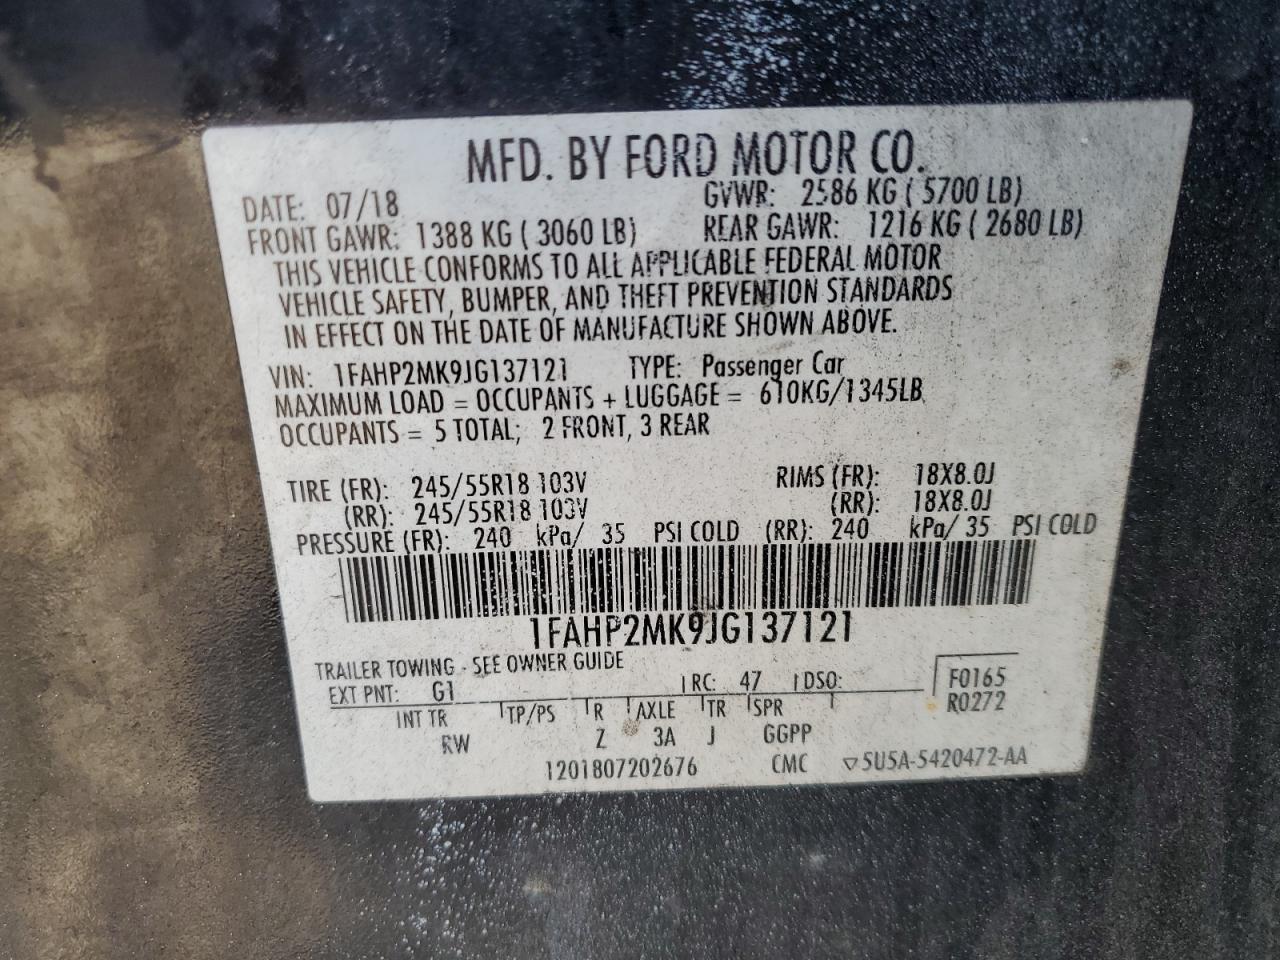 MFD. BY FORD MOTOR CO.
DATE: 07/18 GVWR: 2586 KG ( 5700 LB)
FRONT GAWR: 1388 KG ( 3060 LB) REAR GAWR: 1216 KG ( 2680 LB)
THIS VEHICLE CONFORMS TO ALL APPLICABLE FEDERAL MOTOR
VEHICLE SAFETY, BUMPER, AND THEFT PREVENTION STANDARDS
IN EFFECT ON THE DATE OF MANUFACTURE SHOWN ABOVE.
VIN: 1FAHP2MK9JG137121 TYPE: Passenger Car
MAXIMUM LOAD = OCCUPANTS + LUGGAGE = 610KG/1345LB
OCCUPANTS = 5 TOTAL; 2 FRONT, 3 REAR
TIRE (FR): 245/55R18 103V RIMS (FR): 18X8.0J
(RR): 245/55R18 103V (RR): 18X8.0J
PRESSURE (FR): 240 kPa/ 35 PSI COLD (RR): 240 kPa/ 35 PSI COLD
1FAHP2MK9JG137121
TRAILER TOWING - SEE OWNER GUIDE
EXT PNT: G1 RC: 47 DSO: F0165
R0272
INT TR TP/PS R AXLE TR SPR
RW Z 3A J GGPP
1201807202676 CMC ▽5U5A-5420472-AA